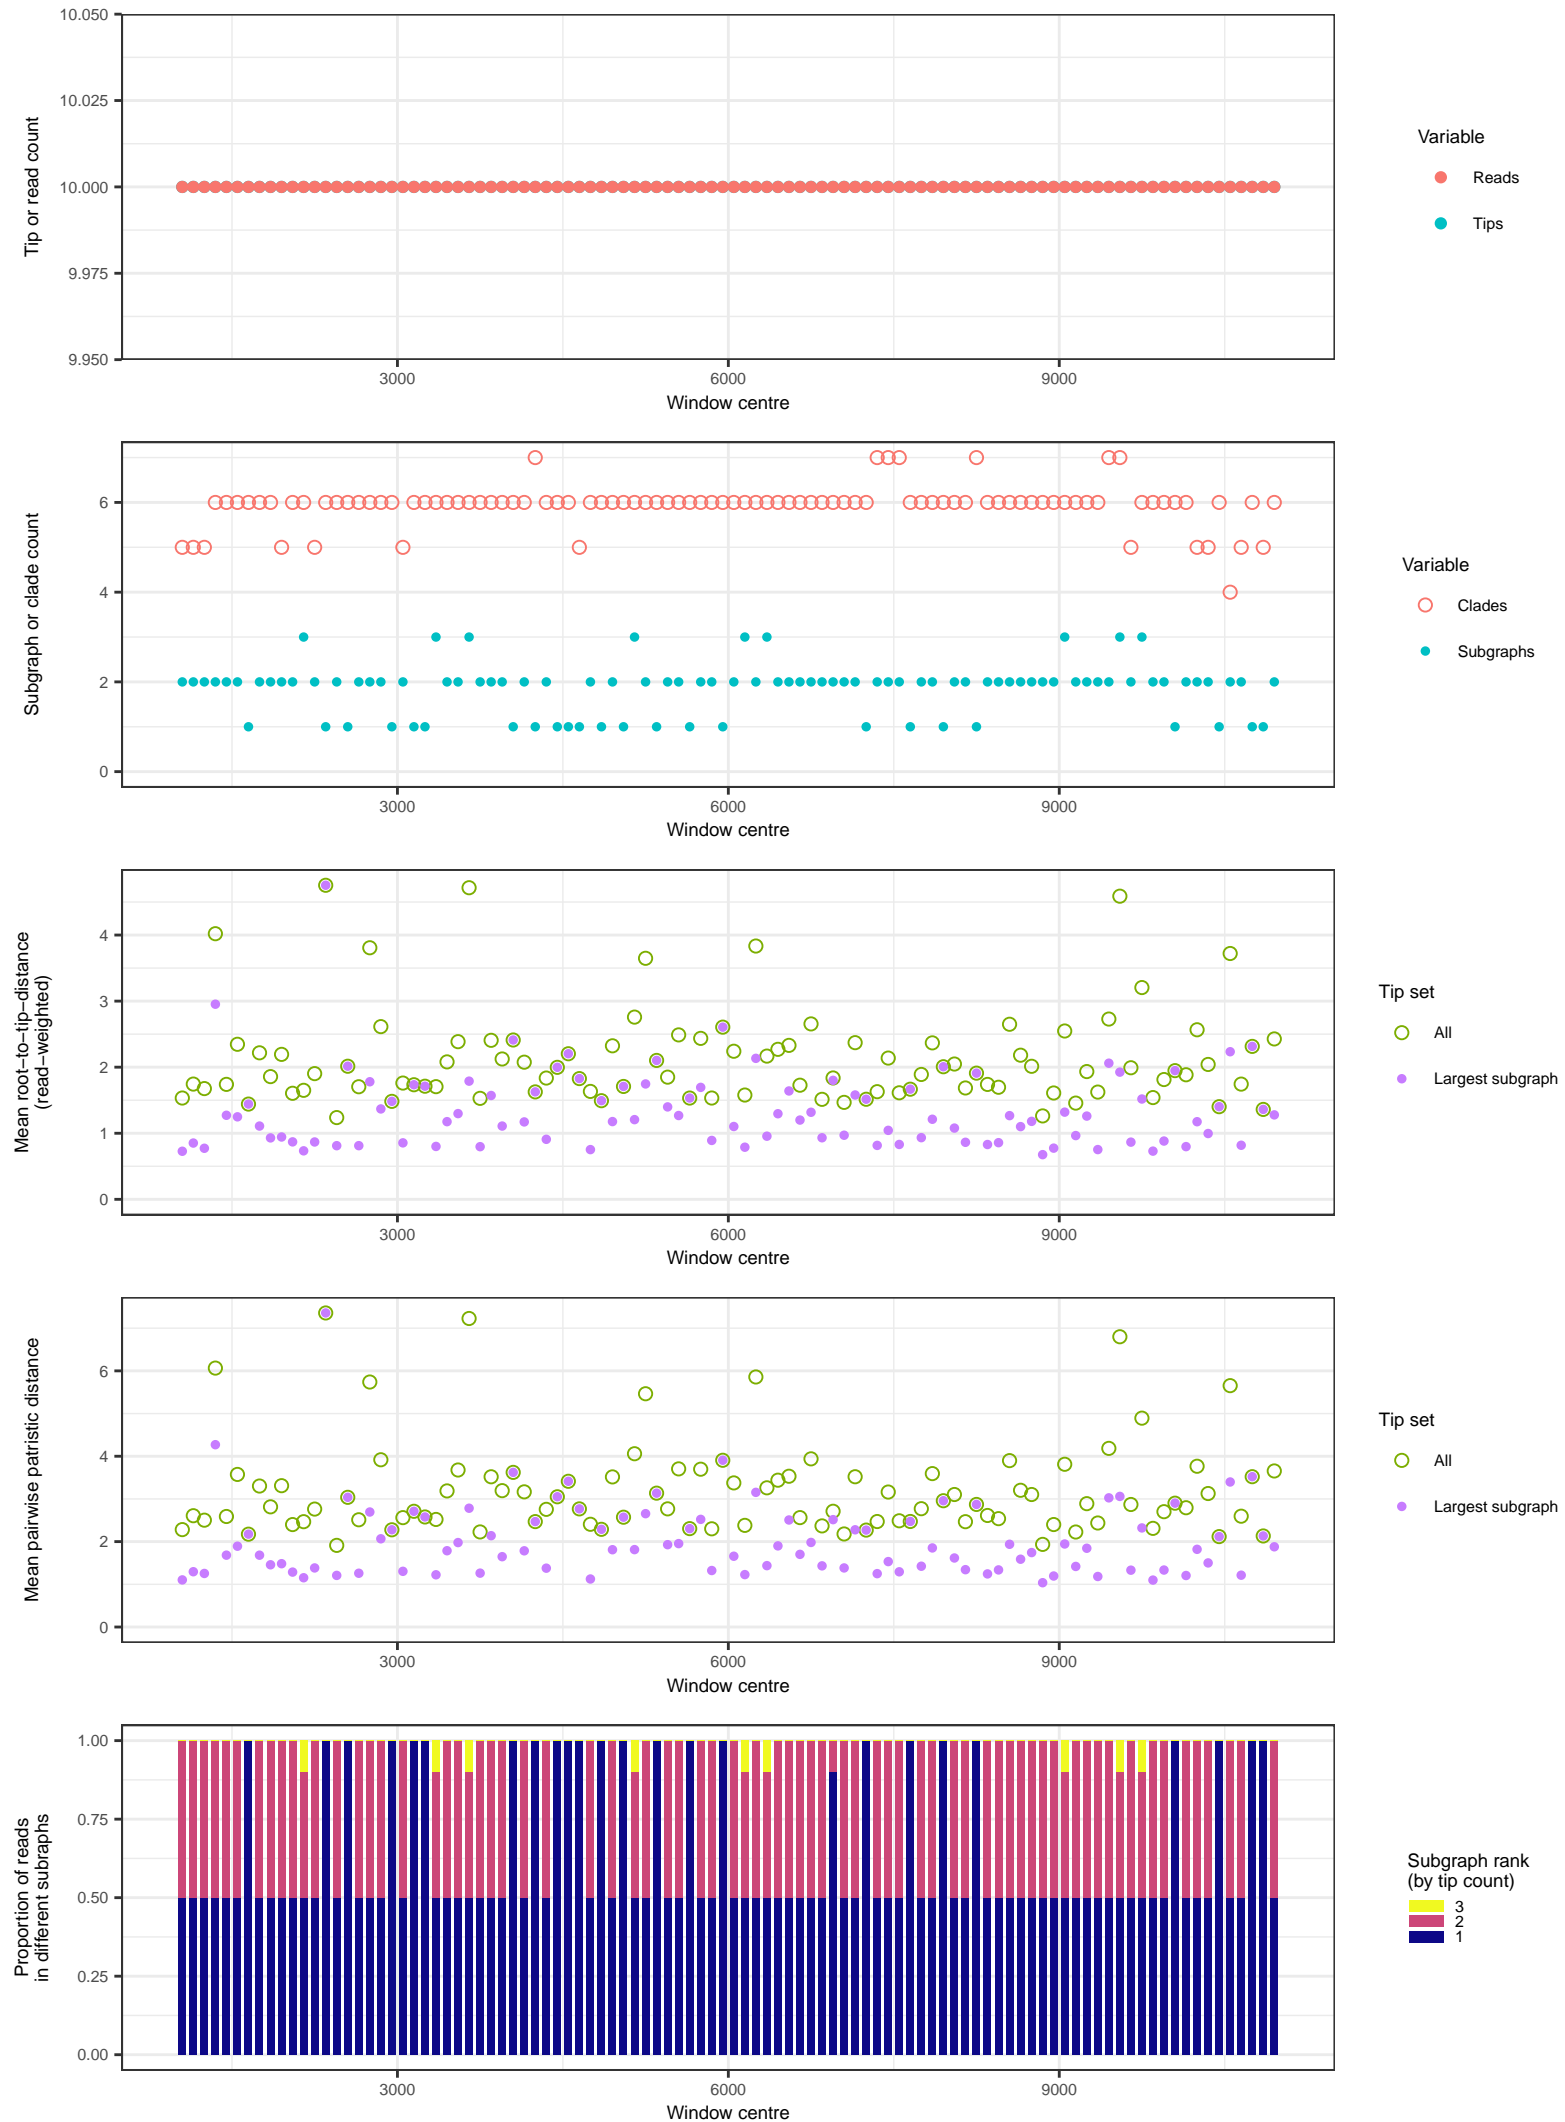 10.050
10.025
10.000
9.975
9.950
Tip or read count
3000
6000
9000
Window centre
Variable
Reads
Tips
6
4
2
0
Subgraph or clade count
3000
6000
9000
Window centre
Variable
Clades
Subgraphs
4
3
2
1
0
Mean root−to−tip−distance
(read−weighted)
3000
6000
9000
Window centre
Tip set
All
Largest subgraph
6
4
2
0
Mean pairwise patristic distance
3000
6000
9000
Window centre
Tip set
All
Largest subgraph
1.00
0.75
0.50
0.25
0.00
Proportion of reads
in different subraphs
3000
6000
9000
Window centre
Subgraph rank
(by tip count)
3
2
1